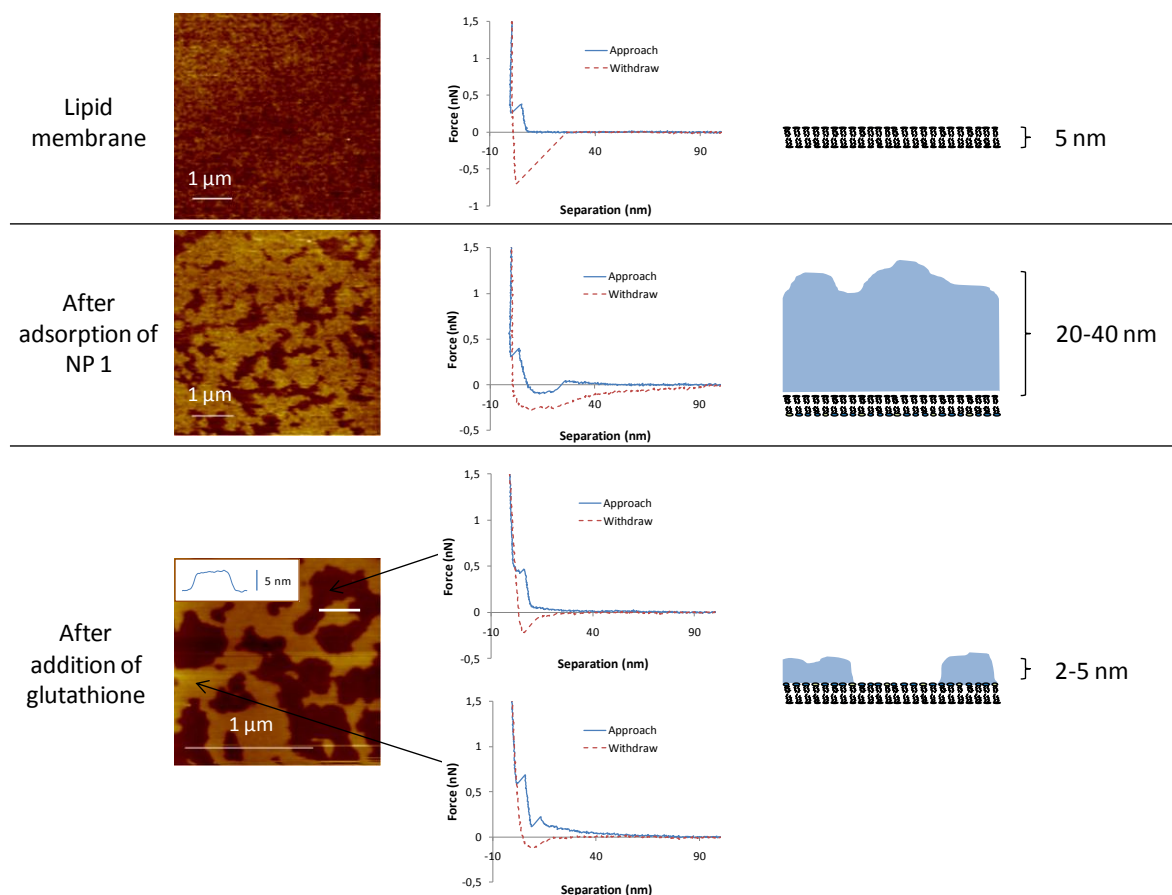 Lipid
membrane
1 µm
1,5
1
0,5
0
-0,5
-1
-10
40
90
Force (nN)
Separation (nm)
Approach
Withdraw
5 nm
After
adsorption of
NP 1
1 µm
1,5
1
0,5
0
-0,5
-10
40
90
Force (nN)
Separation (nm)
Approach
Withdraw
20-40 nm
After
addition of
glutathione
5 nm
1 µm
1,5
1
0,5
0
-0,5
-10
40
90
Force (nN)
Separation (nm)
Approach
Withdraw
1,5
1
0,5
0
-0,5
-10
40
90
Force (nN)
Separation (nm)
Approach
Withdraw
2-5 nm